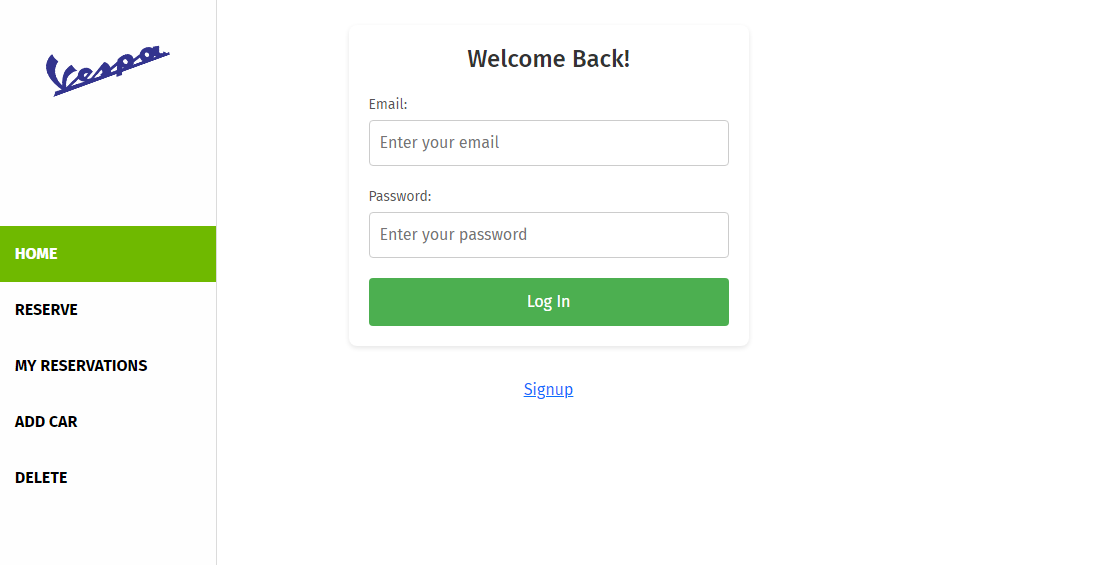 Vespa
HOME
RESERVE
MY RESERVATIONS
ADD CAR
DELETE
Welcome Back!
Email:
Enter your email
Password:
Enter your password
Log In
Signup